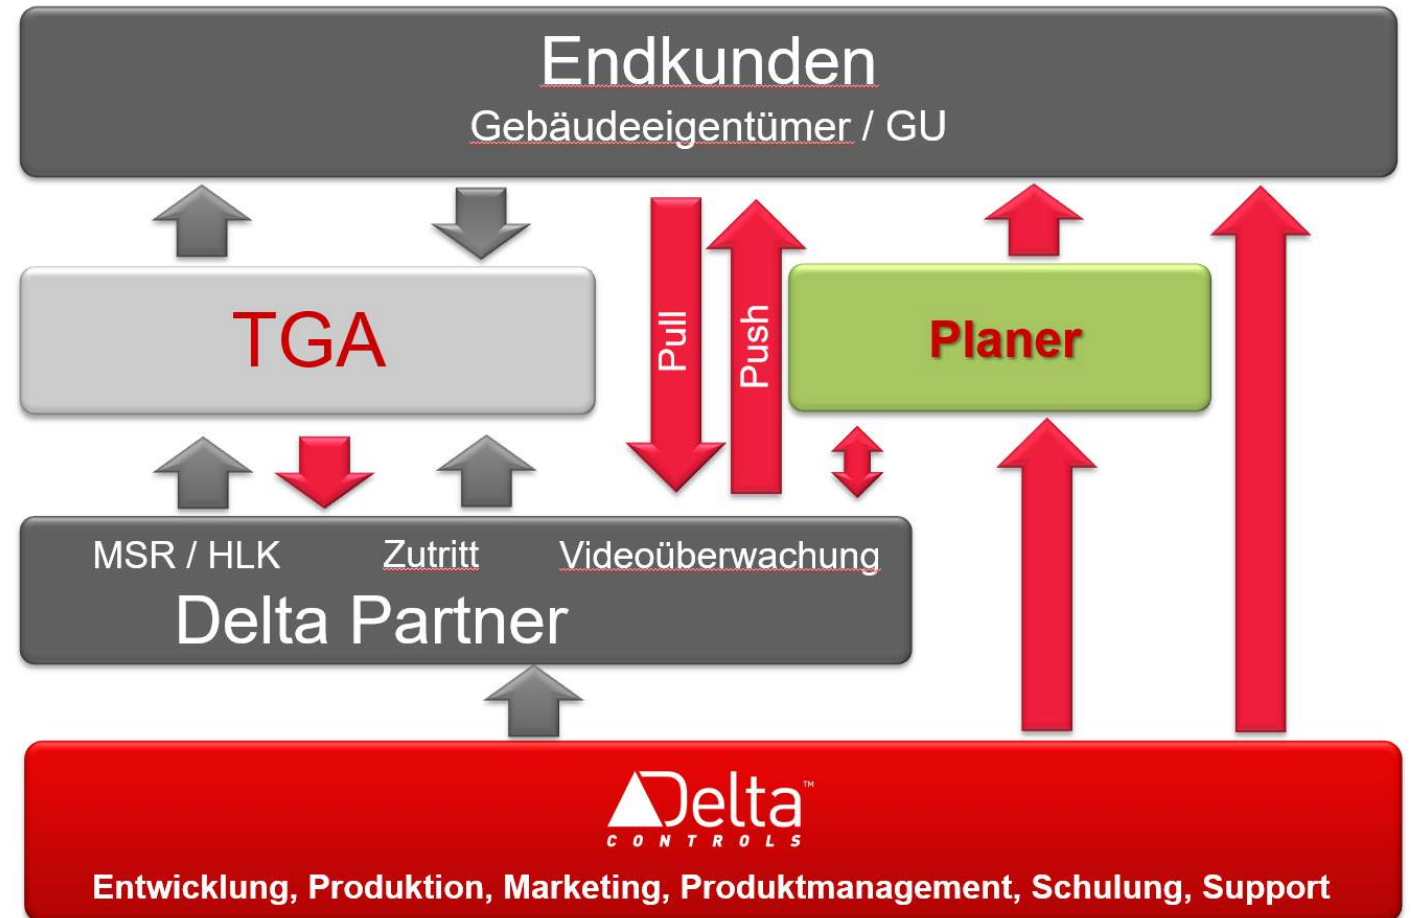 Endkunden
Gebäudeeigentümer / GU
TGA
Pull
Push
Planer
MSR / HLK Zutritt Videoüberwachung
Delta Partner
Delta™
CONTROLS
Entwicklung, Produktion, Marketing, Produktmanagement, Schulung, Support